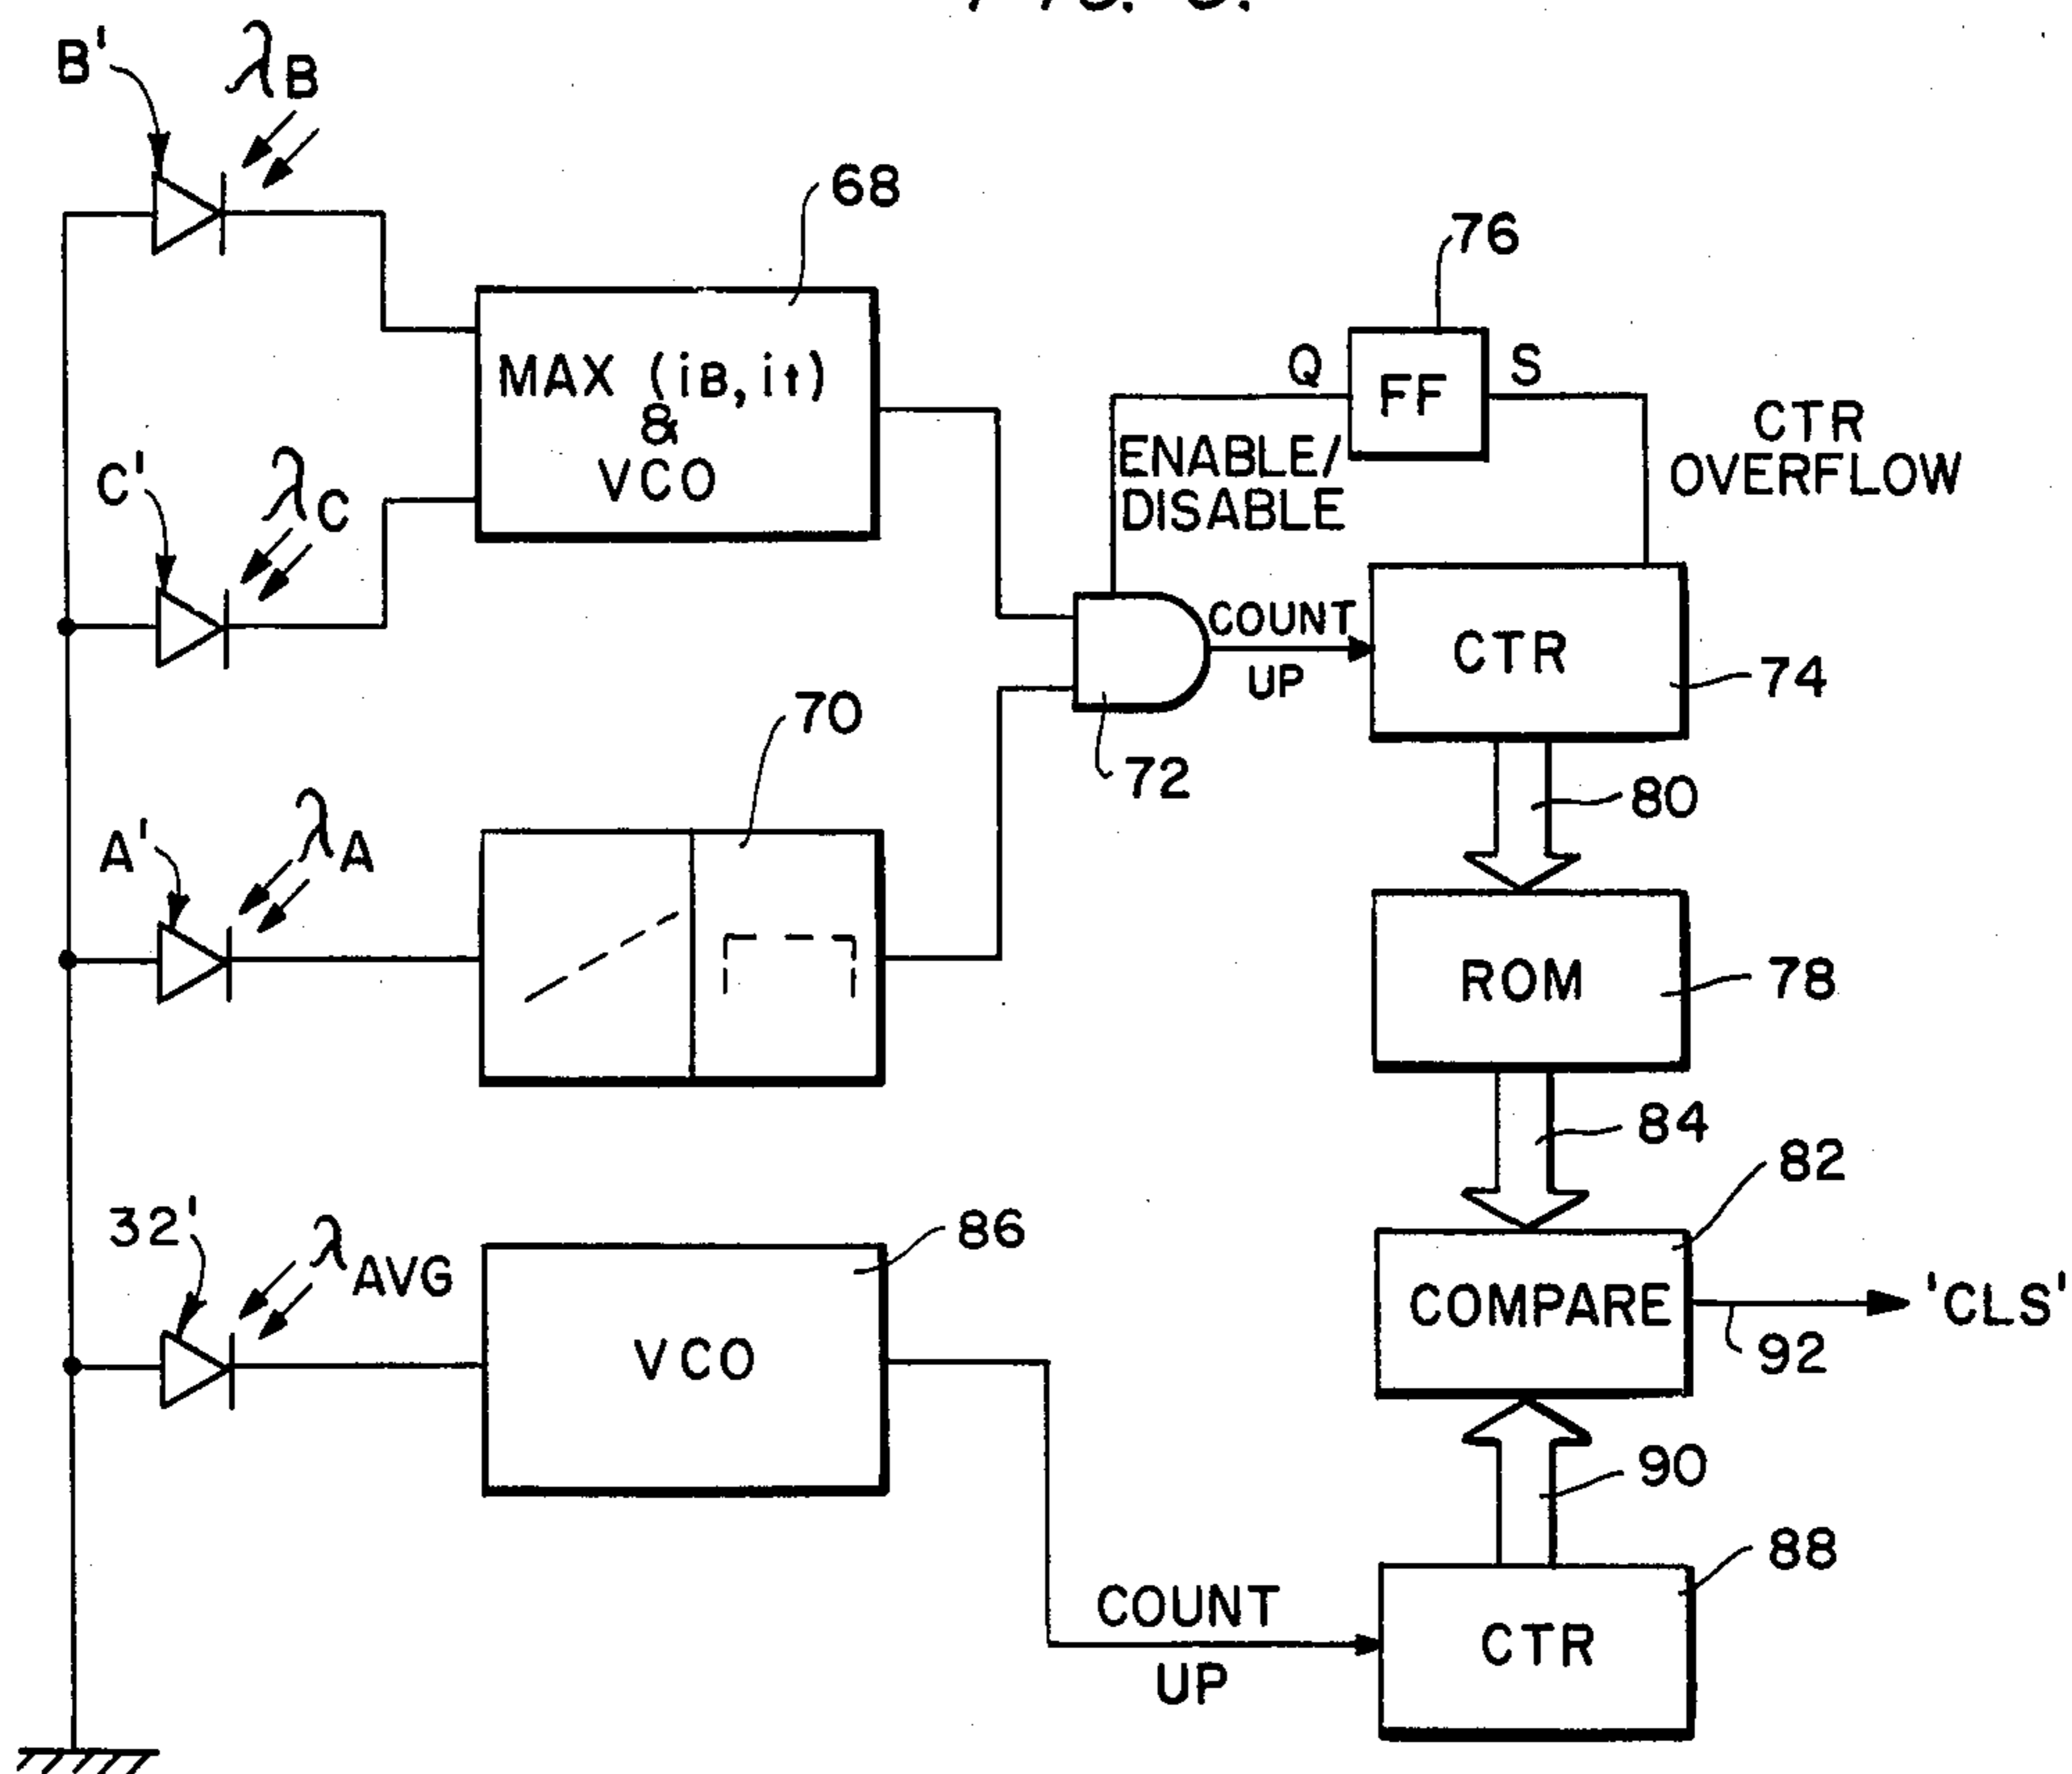 B'
λB
68
76
MAX (iB, it)
&
VCO
Q
FF
S
CTR
OVERFLOW
ENABLE/
DISABLE
C'
λC
COUNT
UP
CTR
74
70
72
80
A'
λA
ROM
78
84
82
32'
λAVG
86
VCO
COMPARE
'CLS'
92
90
88
COUNT
UP
CTR